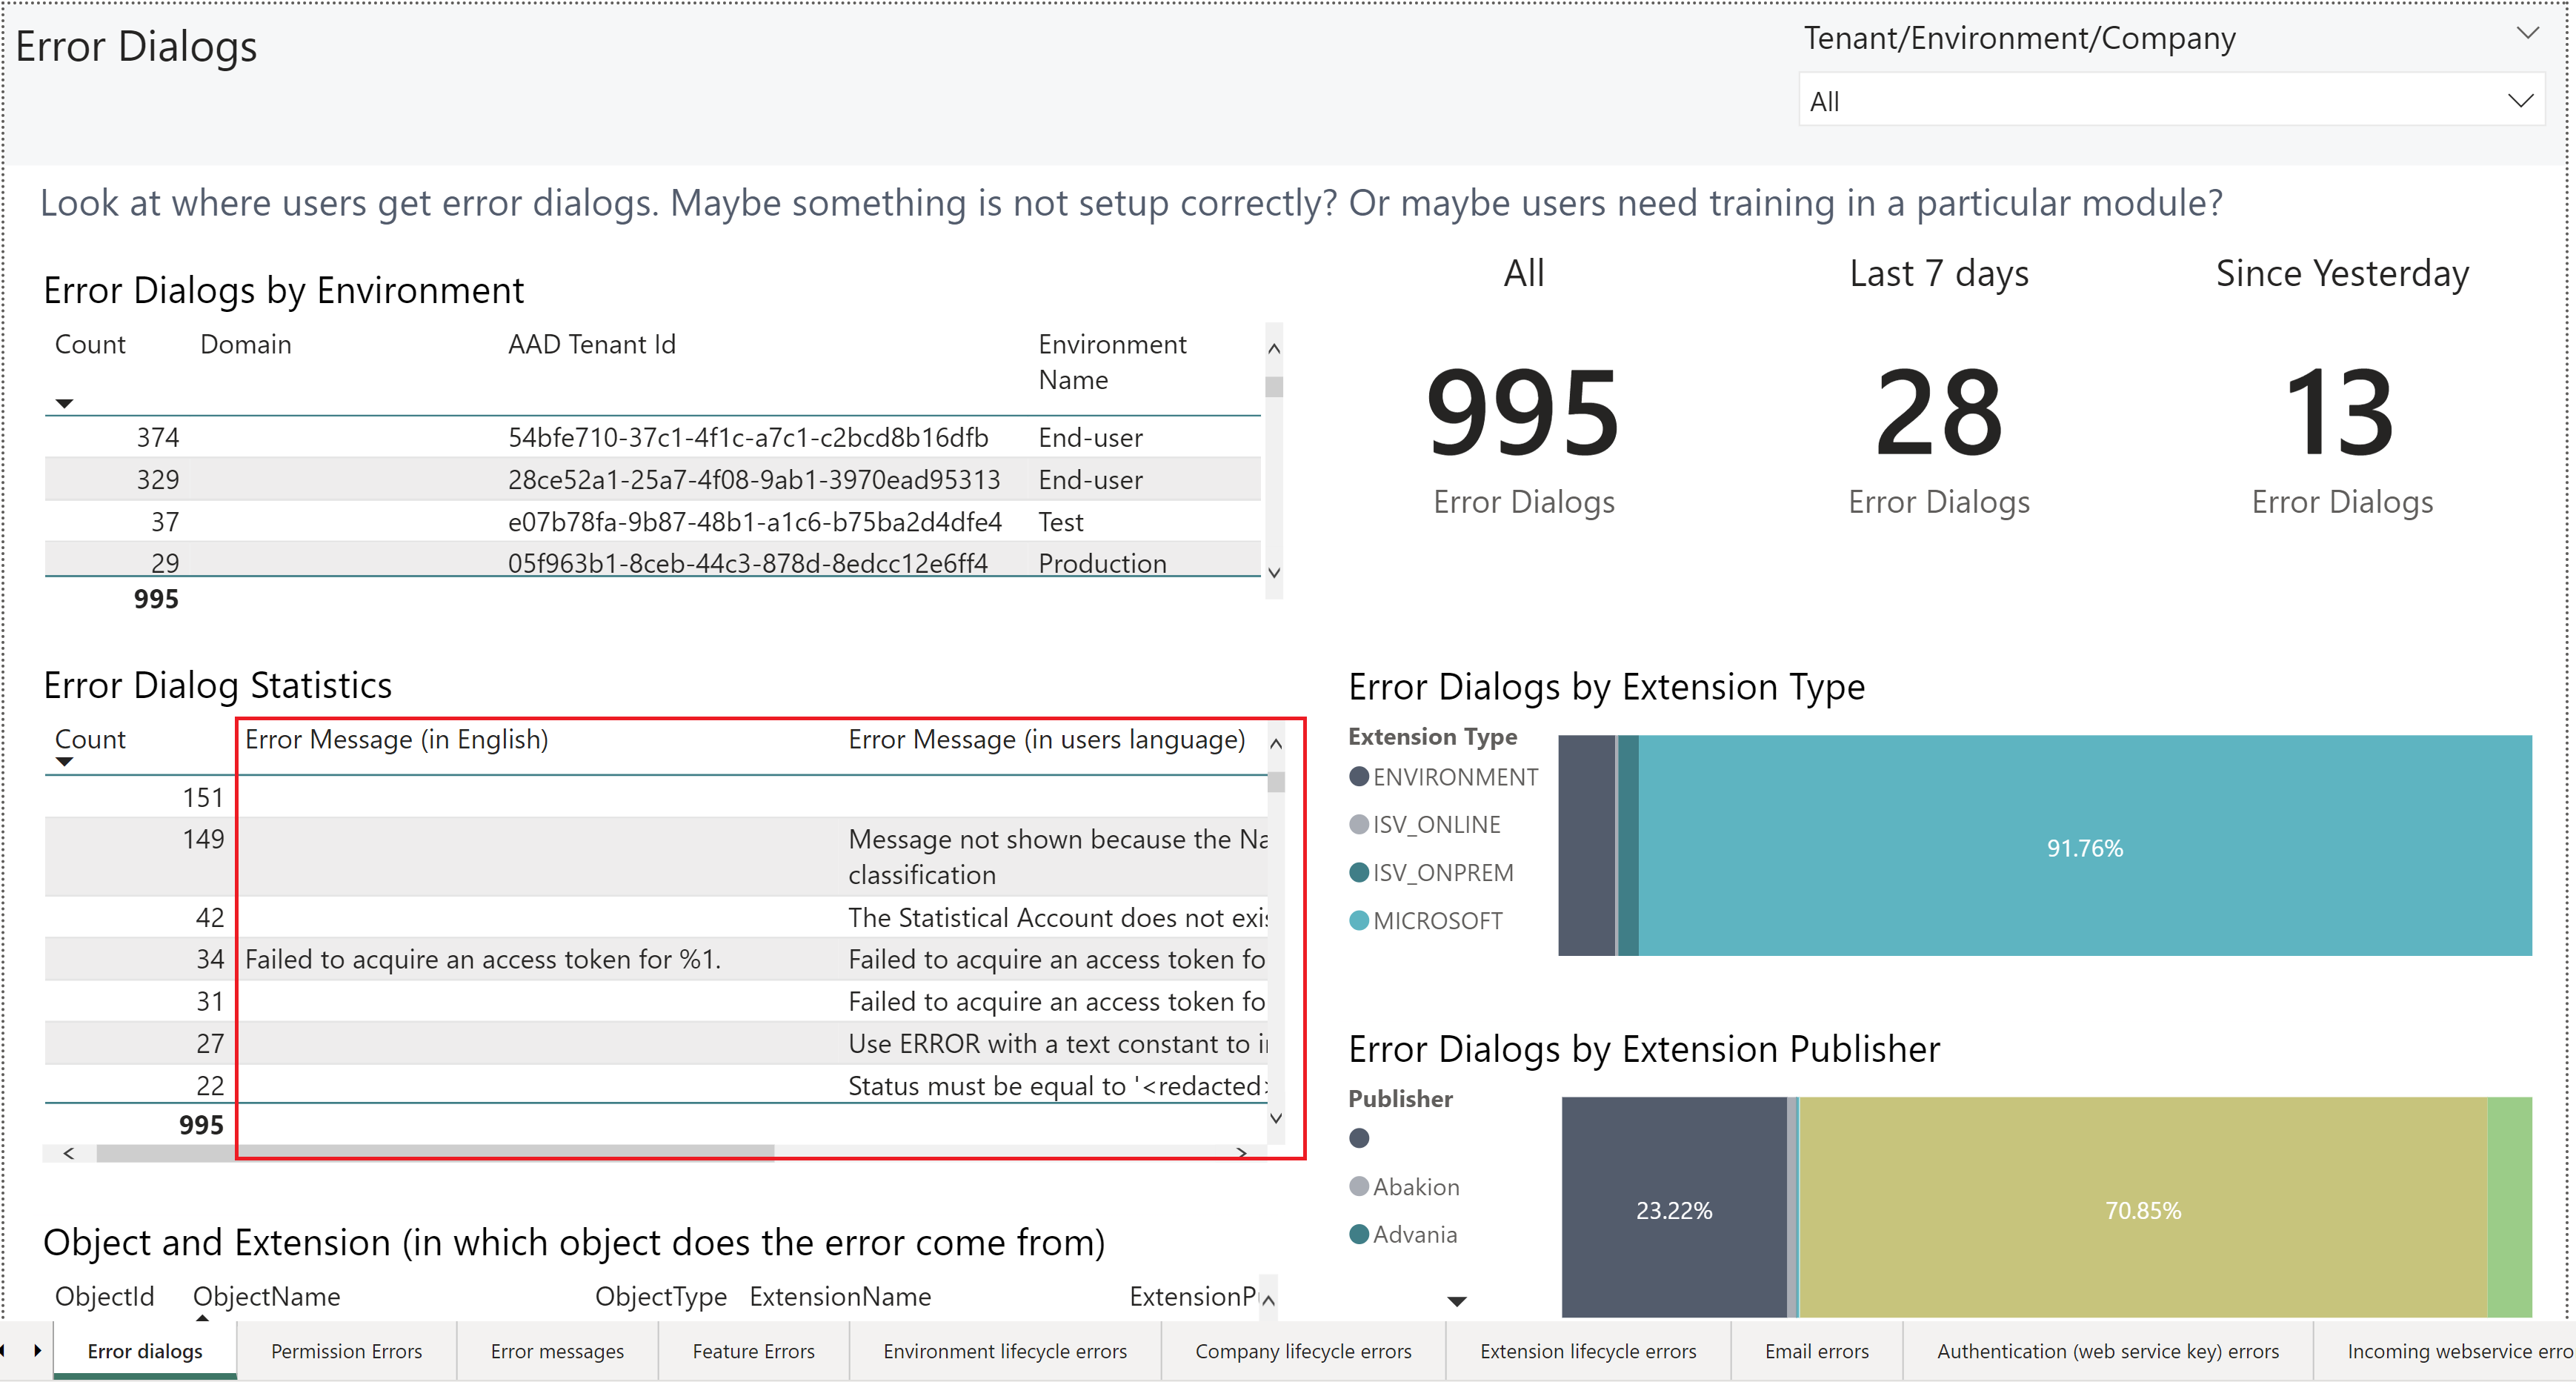 Error Dialogs
Tenant/Environment/Company
All
Look at where users get error dialogs. Maybe something is not setup correctly? Or maybe users need training in a particular module?
Error Dialogs by Environment
Count Domain AAD Tenant Id Environment Name
374 54bfe710-37c1-4f1c-a7c1-c2bcd8b16dfb End-user
329 28ce52a1-25a7-4f08-9ab1-3970ead95313 End-user
37 e07b78fa-9b87-48b1-a1c6-b75ba2d4dfe4 Test
29 05f963b1-8ceb-44c3-878d-8edcc12e6ff4 Production
995
All
995
Error Dialogs
Last 7 days
28
Error Dialogs
Since Yesterday
13
Error Dialogs
Error Dialog Statistics
Count Error Message (in English) Error Message (in users language)
151
149 Message not shown because the Na
classification
42 The Statistical Account does not exis
34 Failed to acquire an access token for %1. Failed to acquire an access token fo
31 Failed to acquire an access token fo
27 Use ERROR with a text constant to i
22 Status must be equal to '<redacted>
995
Error Dialogs by Extension Type
Extension Type
ENVIRONMENT
ISV_ONLINE
ISV_ONPREM
MICROSOFT
91.76%
Error Dialogs by Extension Publisher
Publisher
Abakion
Advania
23.22%
70.85%
Object and Extension (in which object does the error come from)
ObjectId ObjectName ObjectType ExtensionName ExtensionPu
Error dialogs Permission Errors Error messages Feature Errors Environment lifecycle errors Company lifecycle errors Extension lifecycle errors Email errors Authentication (web service key) errors Incoming webservice erro